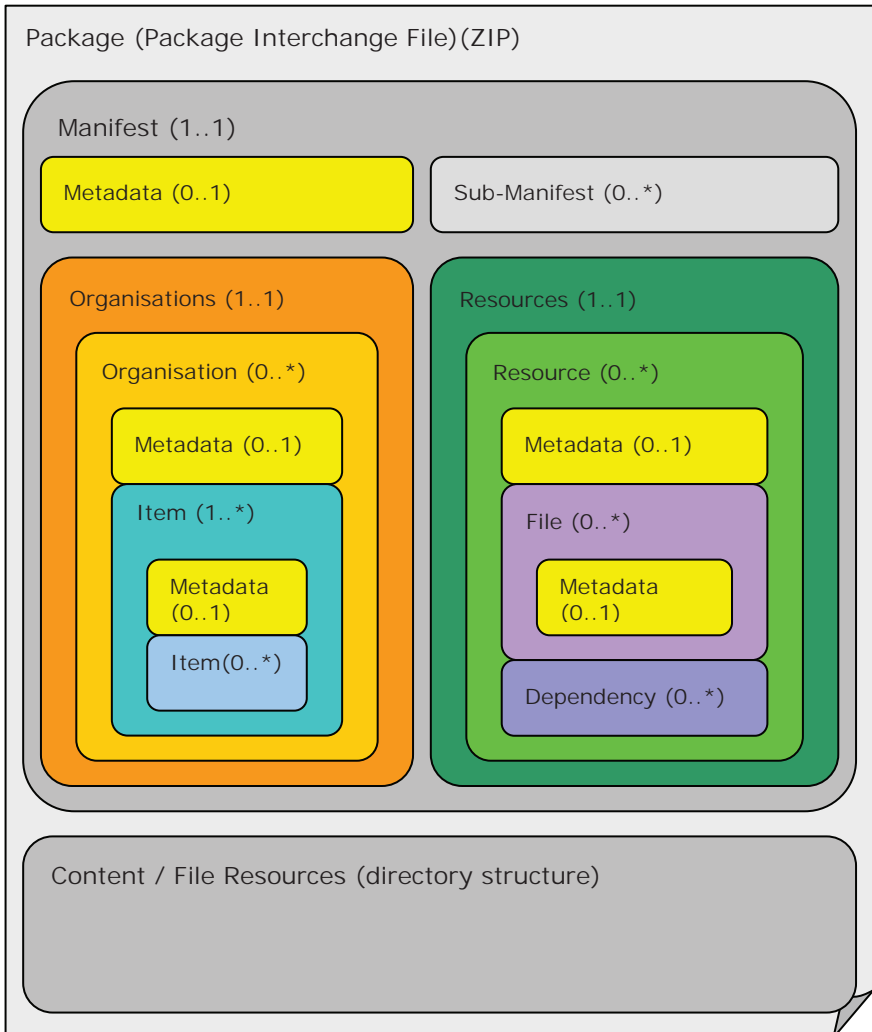 Package (Package Interchange File)(ZIP)
Manifest (1..1)
Metadata (0..1)
Sub-Manifest (0..*)
Organisations (1..1)
Organisation (0..*)
Metadata (0..1)
Item (1..*)
Metadada
(0..1)
Item(0..*)
Resources (1..1)
Resource (0..*)
Metadata (0..1)
File (0..*)
Metadata
(0..1)
Dependency (0..*)
Content / File Resources (directory structure)